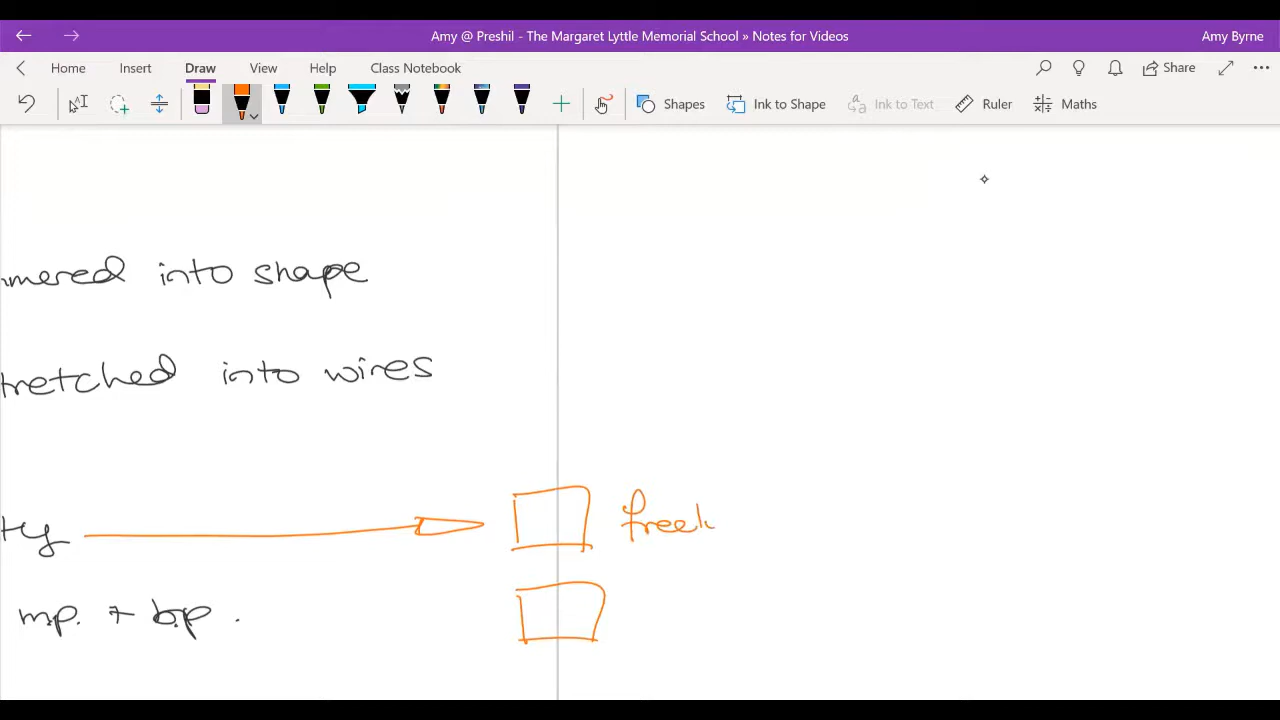 Amy @ Preshil - The Margaret Lyttle Memorial School » Notes for Videos
Amy Byrne
Home Insert Draw View Help Class Notebook
Share
Shapes Ink to Shape Ink to Text Ruler Maths
mered into shape
tretched into wires
ty
freel
m.p. + b.p.